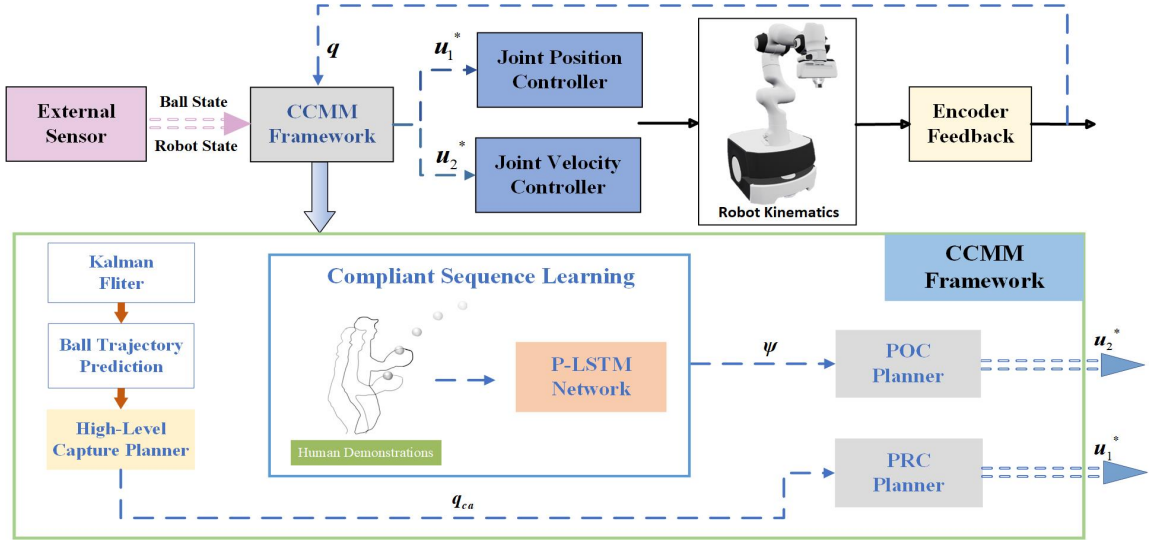 q
u₁*
Joint Position
Controller
External
Sensor
Ball State
Robot State
CCMM
Framework
u₂*
Joint Velocity
Controller
Robot Kinematics
Encoder
Feedback
CCMM
Framework
Kalman
Fliter
Ball Trajectory
Prediction
High-Level
Capture Planner
Compliant Sequence Learning
Human Demonstrations
P-LSTM
Network
ψ
POC
Planner
u₂*
PRC
Planner
u₁*
q_ca